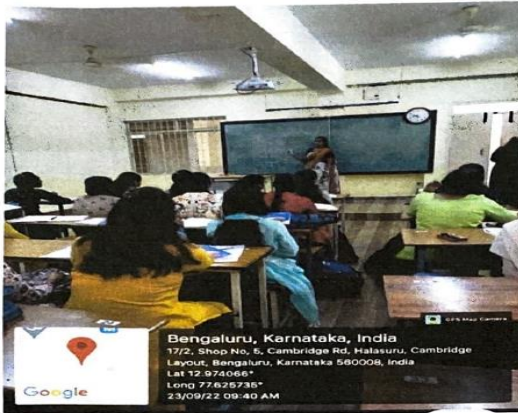 GPS Map Camera
Bengaluru, Karnataka, India
17/2, Shop No, 5, Cambridge Rd, Halasuru, Cambridge
Layout, Bengaluru, Karnataka 560008, India
Lat 12.974066°
Long 77.625735°
23/09/22 09:40 AM
Google